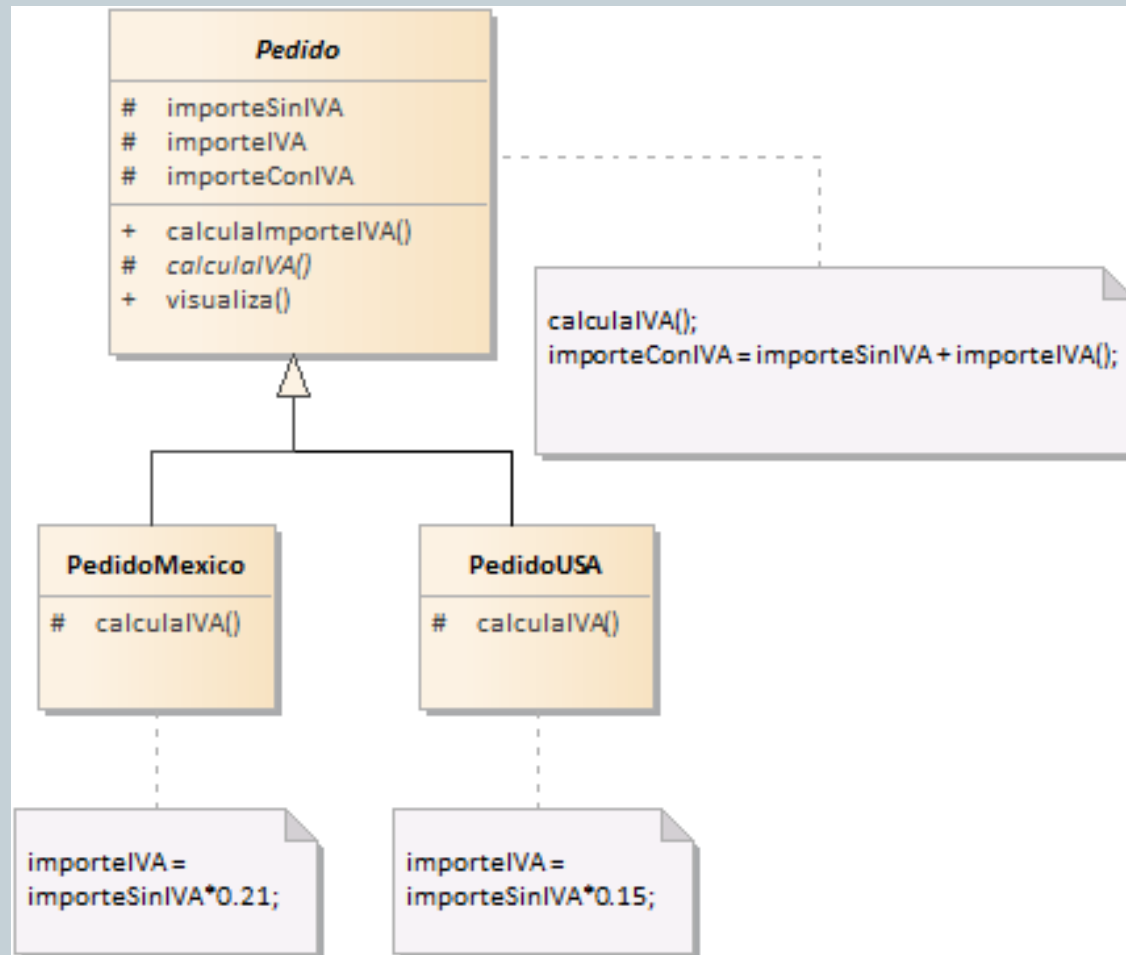 Pedido
# importeSinIVA
# importeIVA
# importeConIVA
+ calculaImporteIVA()
# calculaIVA()
+ visualiza()
calculaIVA();
importeConIVA = importeSinIVA + importeIVA();
PedidoMexico
# calculaIVA()
PedidoUSA
# calculaIVA()
importeIVA =
importeSinIVA*0.21;
importeIVA =
importeSinIVA*0.15;